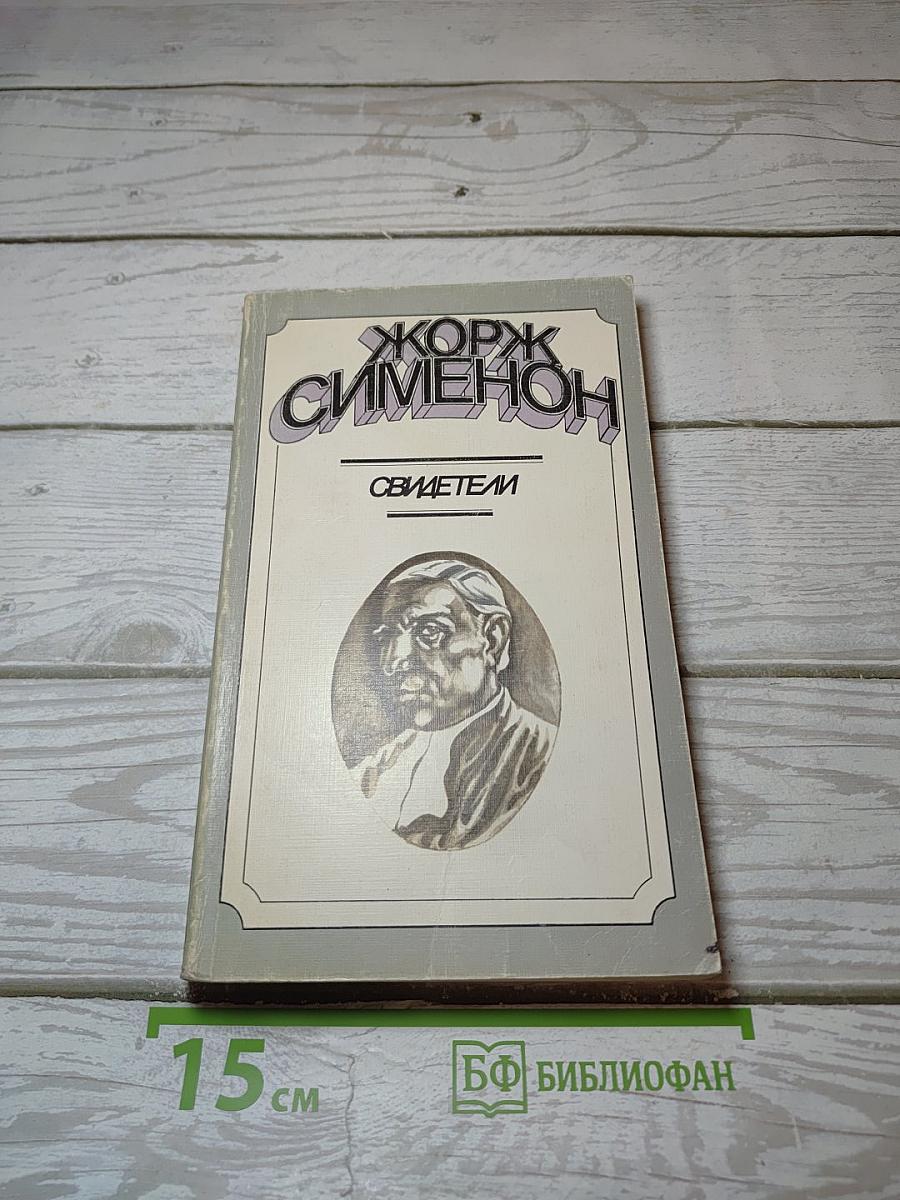 ЖОРЖ
СИМЕНОН
СВИДЕТЕЛИ
15 см
БФ БИБЛИОФАН